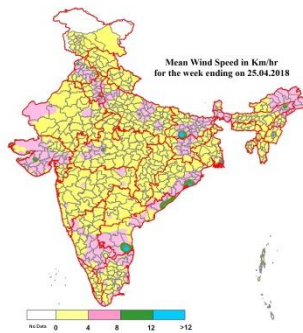 Mean Wind Speed in Km/hr
for the week ending on 25.04.2018
No Data 0 4 8 12 >12